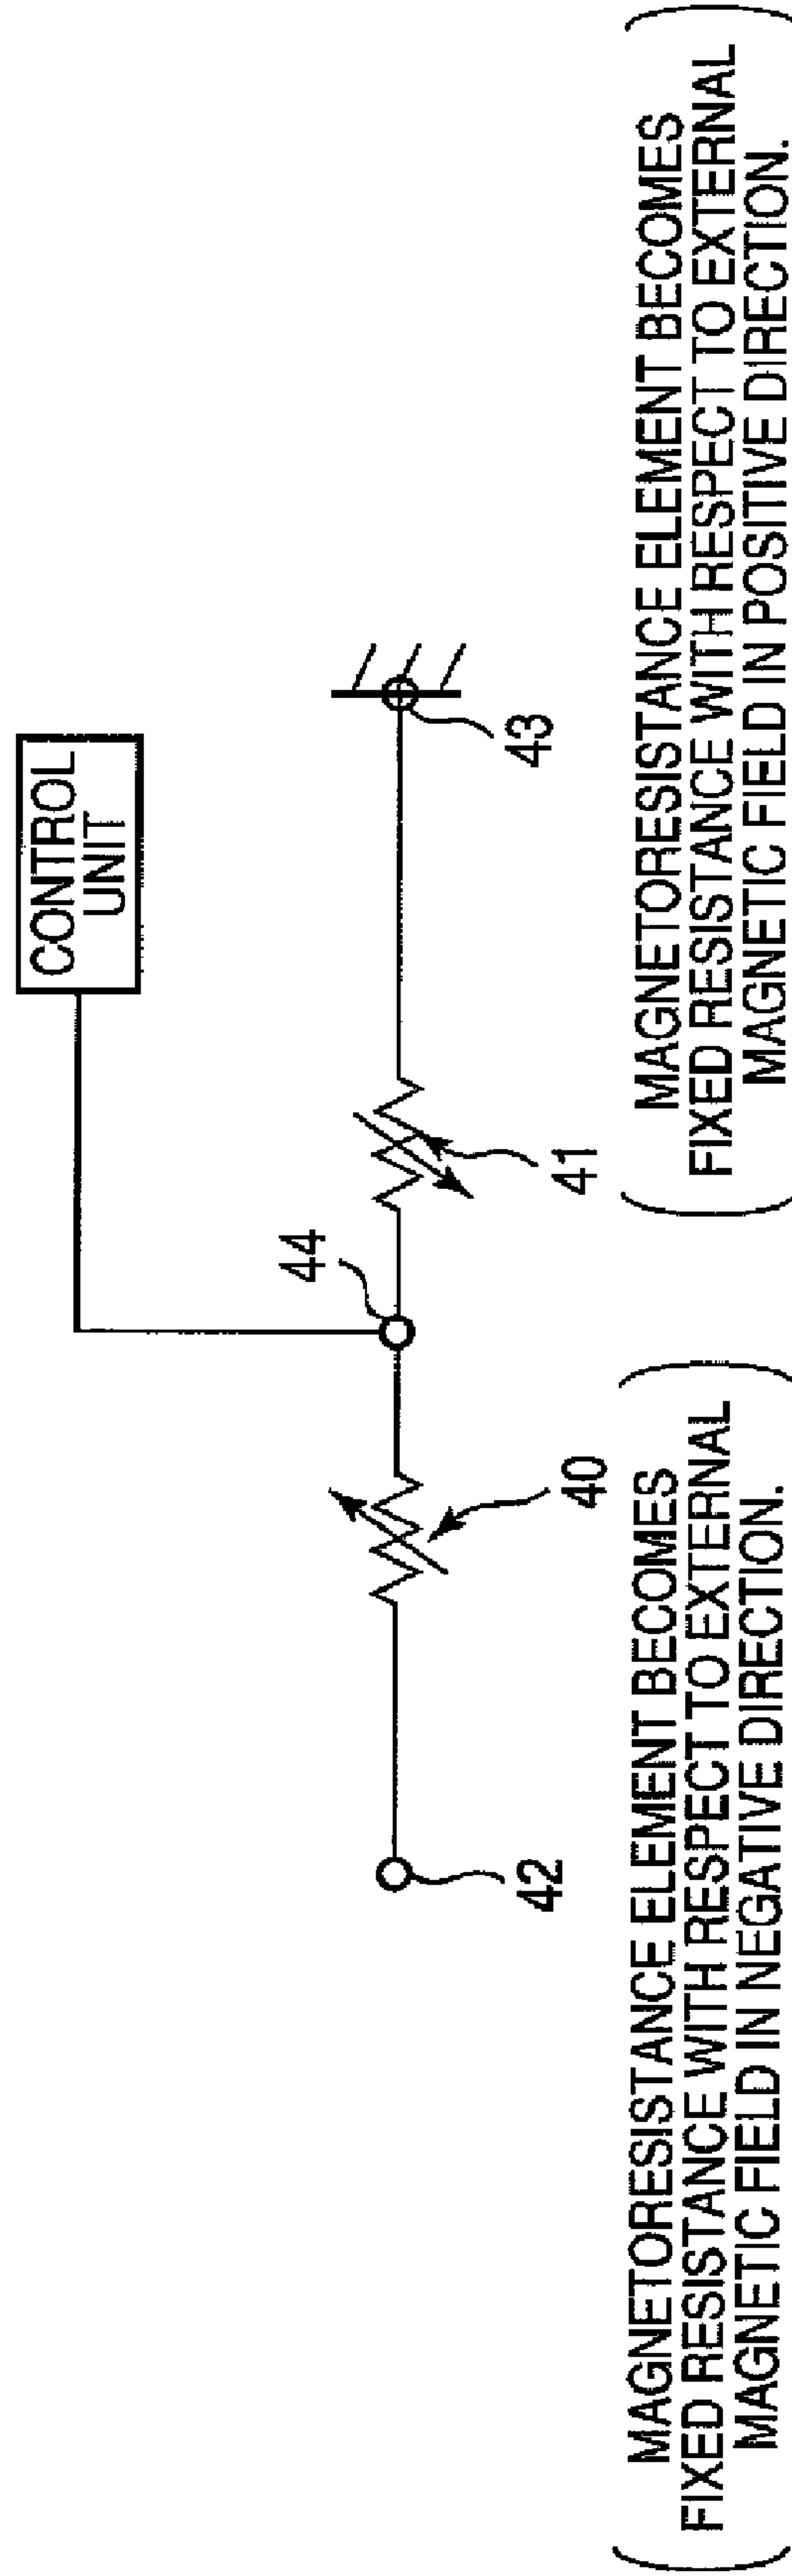 CONTROL
UNIT
44
43
41
40
42
MAGNETORESISTANCE ELEMENT BECOMES
FIXED RESISTANCE WITH RESPECT TO EXTERNAL
MAGNETIC FIELD IN NEGATIVE DIRECTION.
MAGNETORESISTANCE ELEMENT BECOMES
FIXED RESISTANCE WITH RESPECT TO EXTERNAL
MAGNETIC FIELD IN POSITIVE DIRECTION.